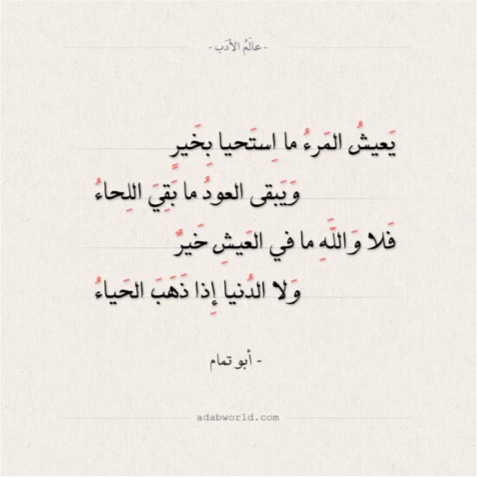 - عالَمُ الأدَب -
يَعيشُ المَرءُ ما اِستَحيا بِخَيرٍ
وَيَبقى العودُ ما بَقِيَ اللِحاءُ
فَلا وَاللَهِ ما في العَيشِ خَيرٌ
وَلا الدُنيا إِذا ذَهَبَ الحَياءُ
- أبو تمام
adabworld.com